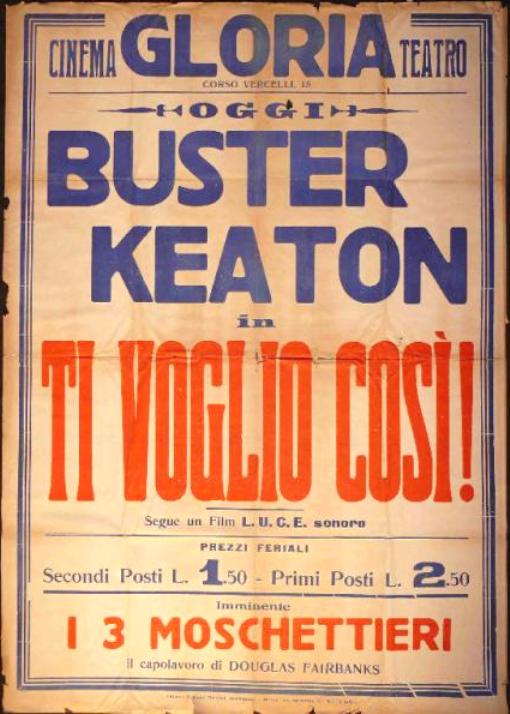 CINEMA GLORIA TEATRO
CORSO VERCELLI, 18
OGGI
BUSTER
KEATON
in
TI VOGLIO COSÌ!
Segue un Film L.U.C.E. sonoro
PREZZI FERIALI
Secondi Posti L. 1.50 - Primi Posti L. 2.50
Imminente
I 3 MOSCHETTIERI
il capolavoro di DOUGLAS FAIRBANKS